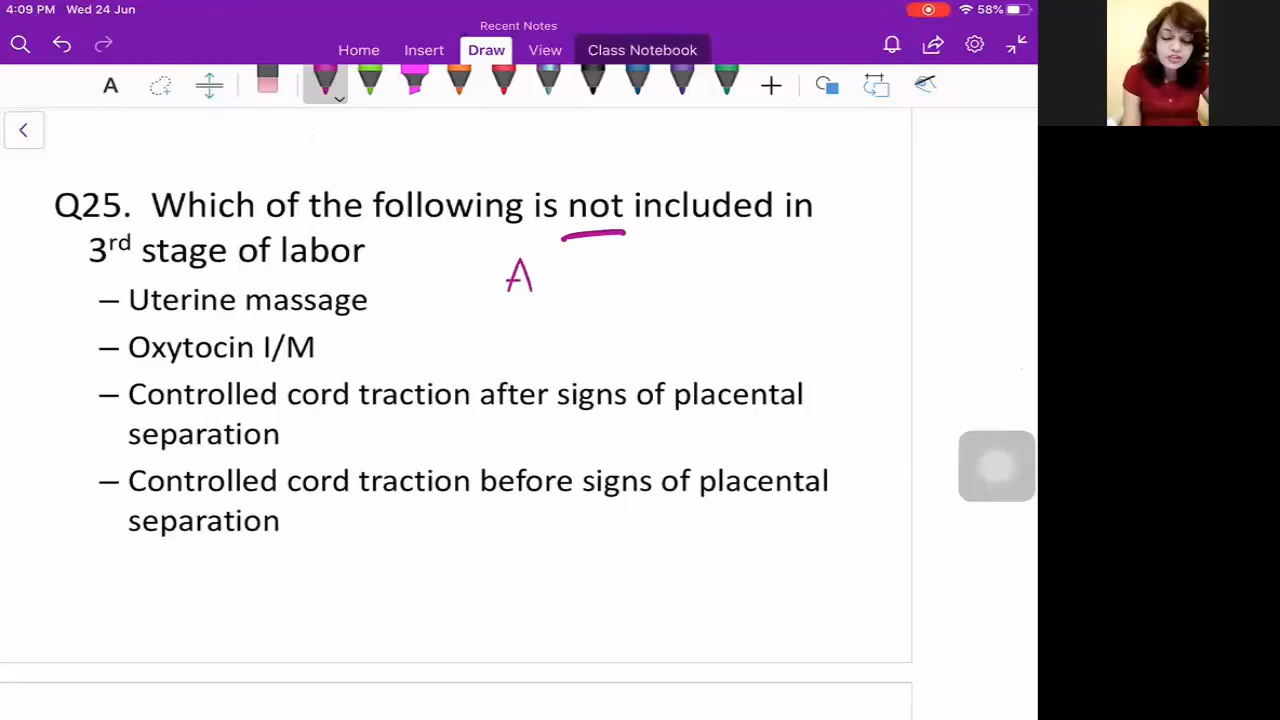 4:09 PM Wed 24 Jun 58%
Recent Notes
Home Insert Draw View Class Notebook
A
Q25. Which of the following is not included in
3rd stage of labor
A
– Uterine massage
– Oxytocin I/M
– Controlled cord traction after signs of placental
separation
– Controlled cord traction before signs of placental
separation